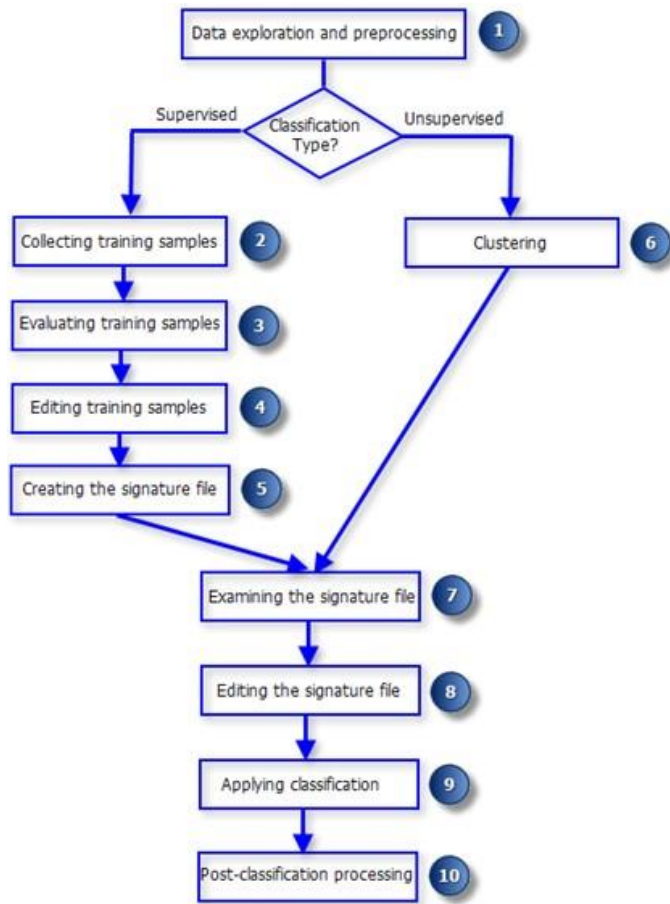 Data exploration and preprocessing 1
Supervised
Classification
Type?
Unsupervised
Collecting training samples 2
Clustering 6
Evaluating training samples 3
Editing training samples 4
Creating the signature file 5
Examining the signature file 7
Editing the signature file 8
Applying classification 9
Post-classification processing 10